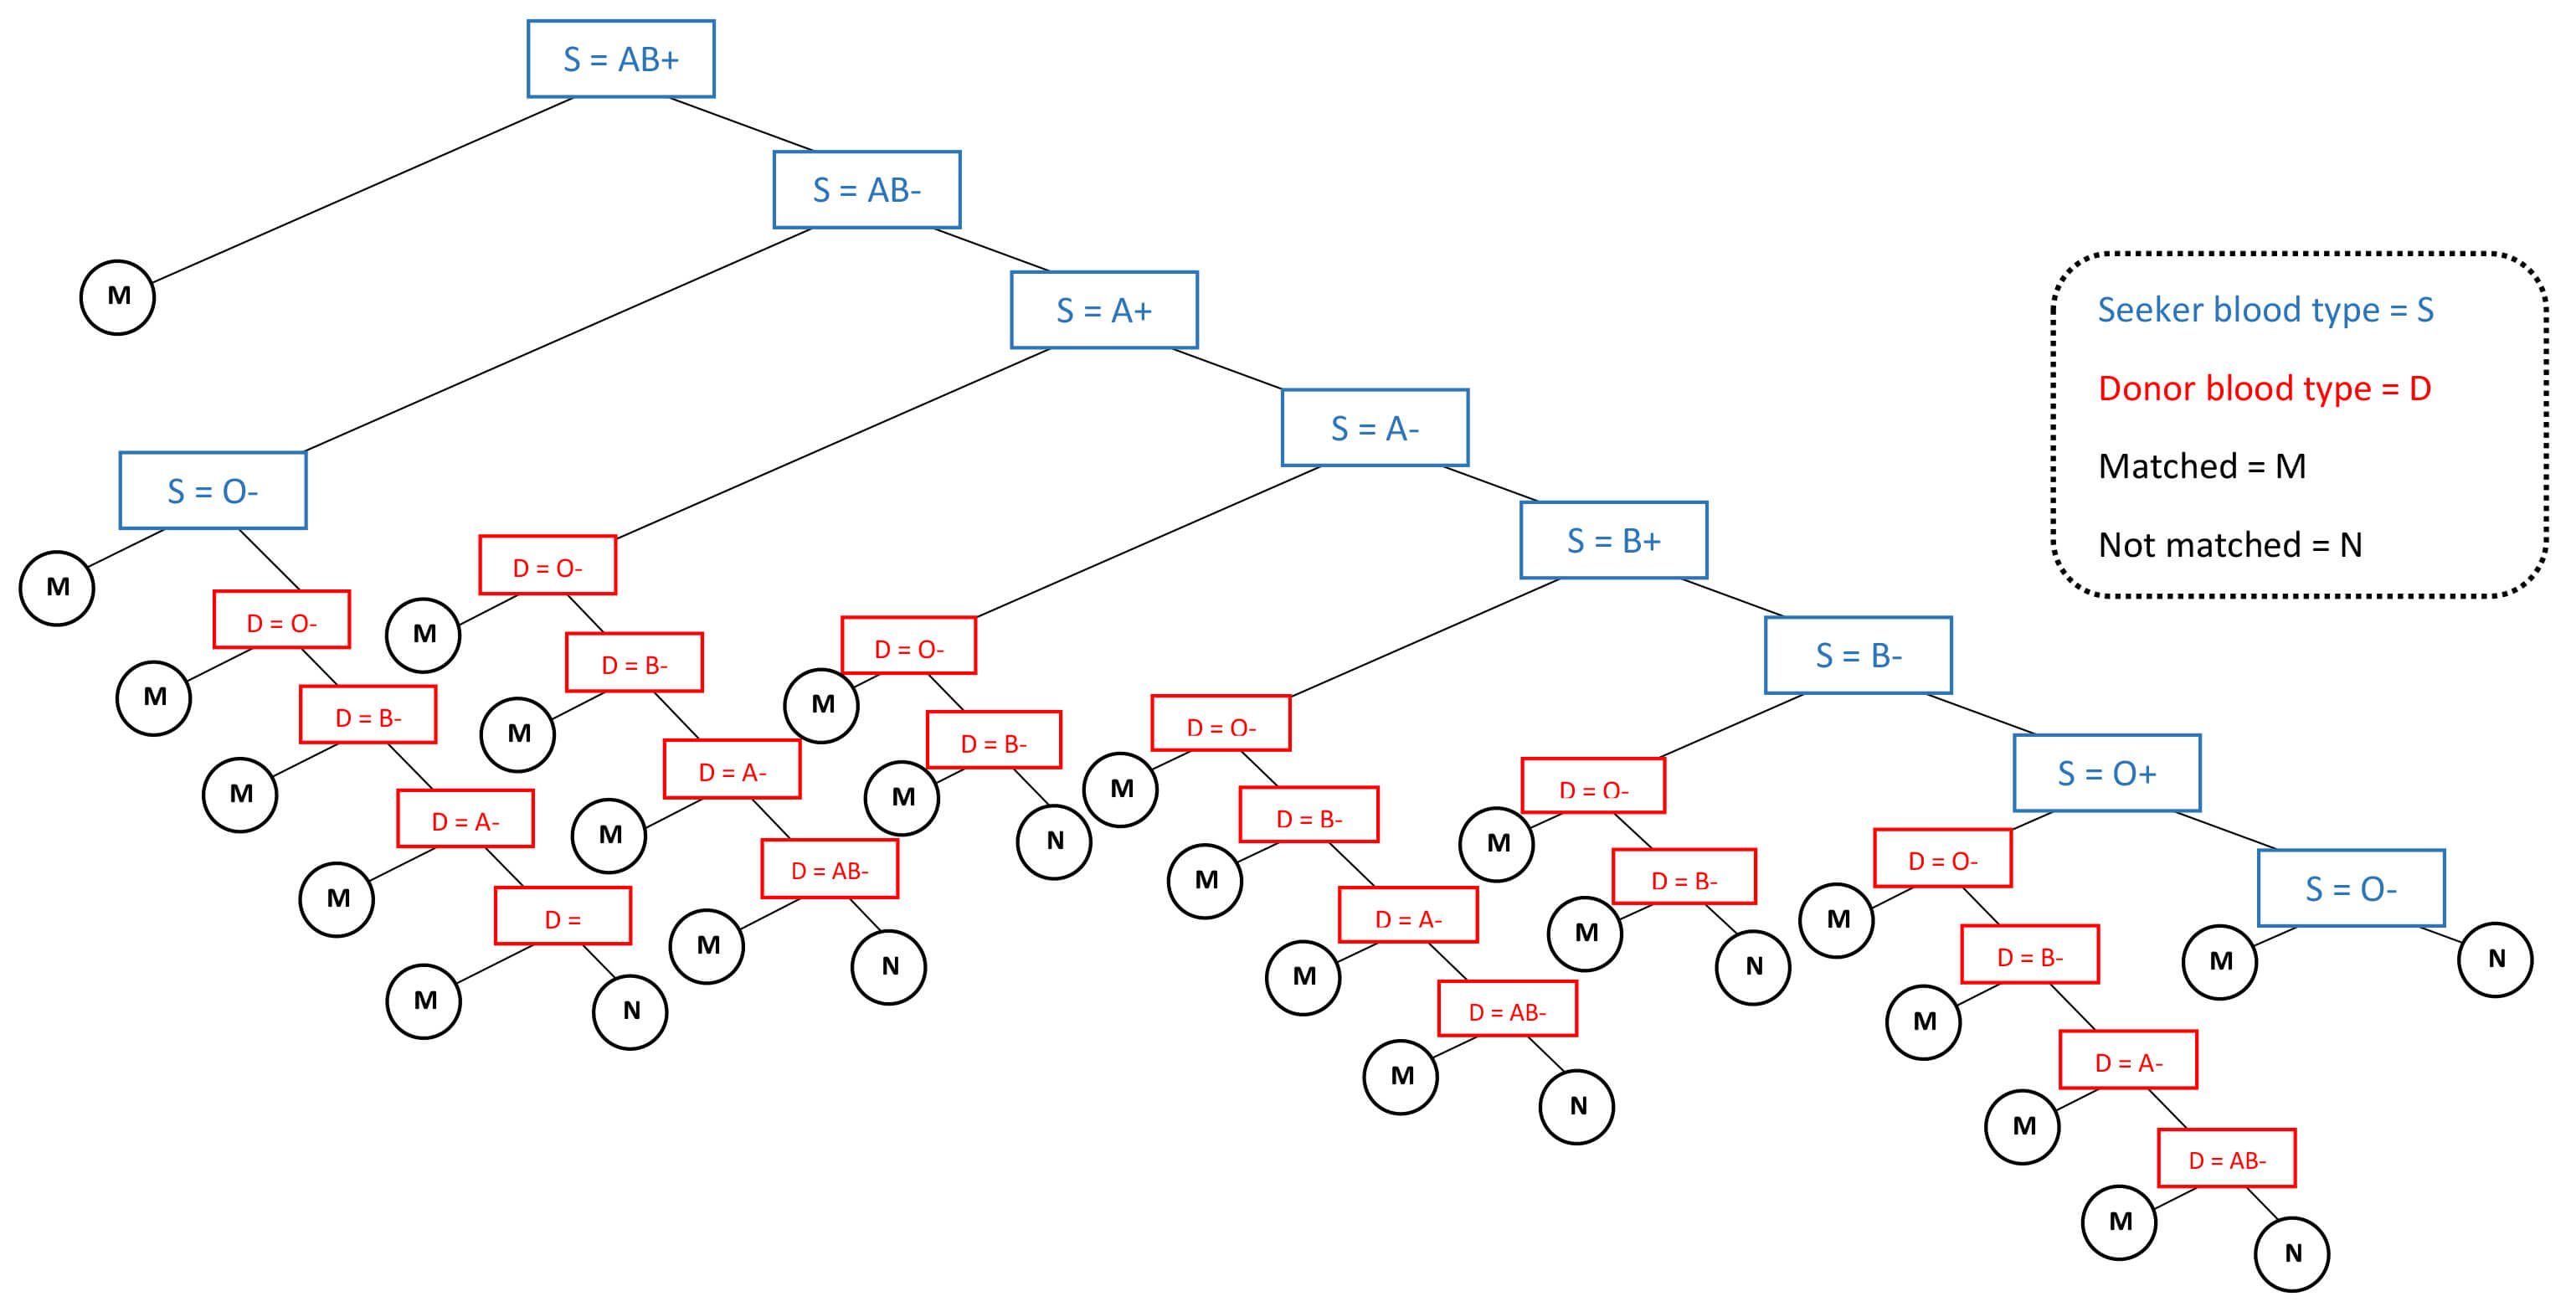 S = AB+
S = AB-
S = A+
M
Seeker blood type = S
Donor blood type = D
Matched = M
Not matched = N
S = A-
S = O-
S = B+
D = O-
M
D = O-
M
D = O-
S = B-
D = B-
M
M
D = B-
M
D = O-
D = B-
M
S = O+
D = A-
M
M
D = O-
M
D = B-
D = A-
M
N
M
D = O-
D = AB-
M
D = B-
M
D = B-
S = O-
D =
M
N
D = A-
M
N
M
D = B-
M
N
M
N
M
D = AB-
M
D = A-
M
N
M
D = AB-
M
N